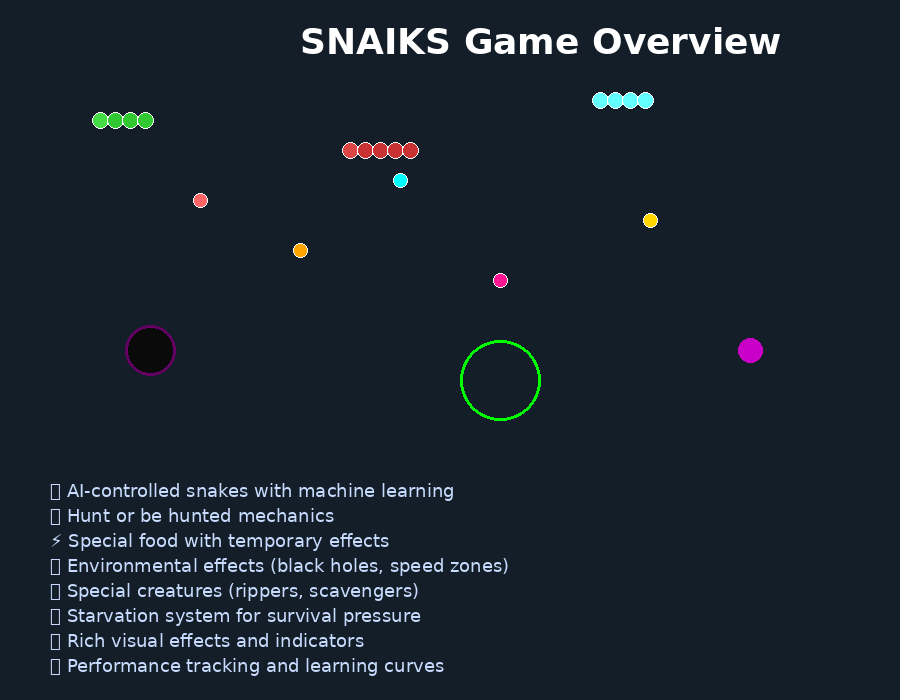 SNAIKS Game Overview
AI-controlled snakes with machine learning
Hunt or be hunted mechanics
⚡ Special food with temporary effects
Environmental effects (black holes, speed zones)
Special creatures (rippers, scavengers)
Starvation system for survival pressure
Rich visual effects and indicators
Performance tracking and learning curves